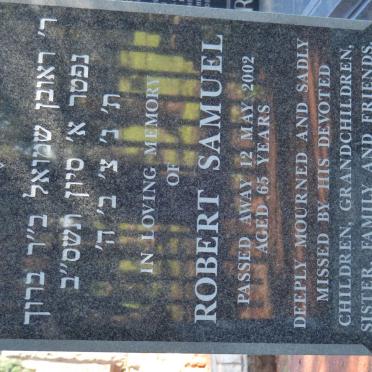 ר' ראובן שמואל ב"ר ברוך
נפטר א' סיון תשס"ב
ת' נ' צ' ב' ה'
IN LOVING MEMORY
OF
ROBERT SAMUEL
PASSED AWAY 12 MAY 2002
AGED 65 YEARS
DEEPLY MOURNED AND SADLY
MISSED BY HIS DEVOTED
CHILDREN, GRANDCHILDREN,
SISTER, FAMILY AND FRIENDS.